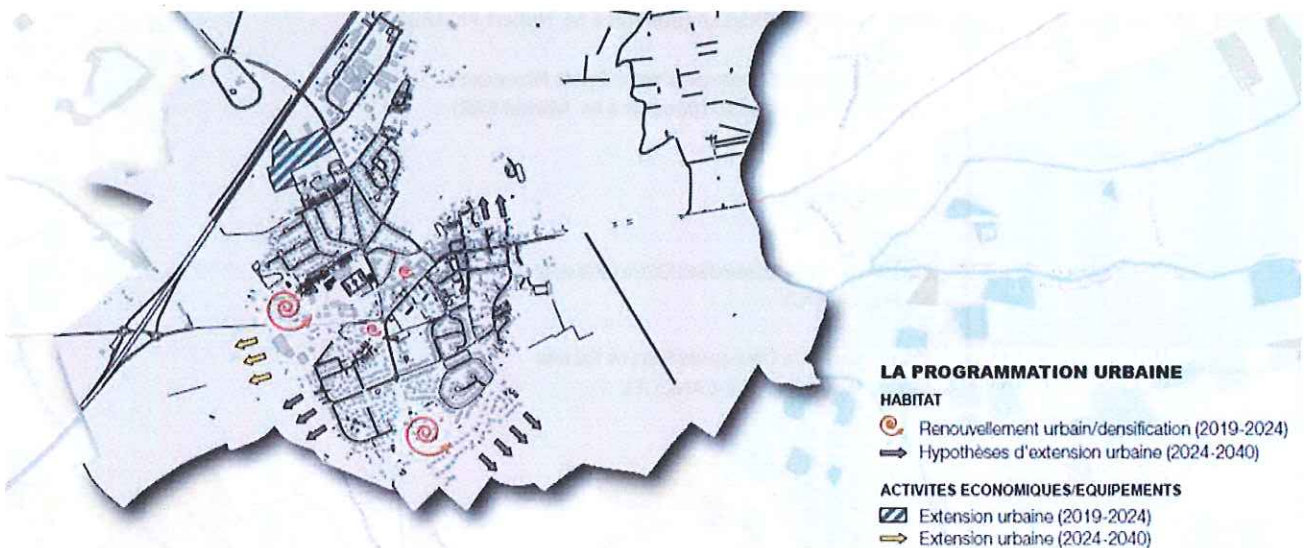 LA PROGRAMMATION URBAINE
HABITAT
Renouvellement urbain/densification (2019-2024)
Hypothèses d'extension urbaine (2024-2040)
ACTIVITES ECONOMIQUES/EQUIPEMENTS
Extension urbaine (2019-2024)
Extension urbaine (2024-2040)